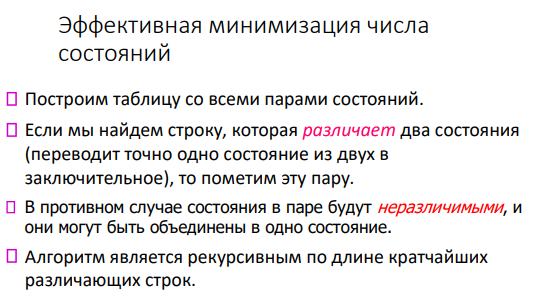 Эффективная минимизация числа
состояний
Построим таблицу со всеми парами состояний.
Если мы найдем строку, которая различает два состояния
(переводит точно одно состояние из двух в
заключительное), то пометим эту пару.
В противном случае состояния в паре будут неразличимыми, и
они могут быть объединены в одно состояние.
Алгоритм является рекурсивным по длине кратчайших
различающих строк.